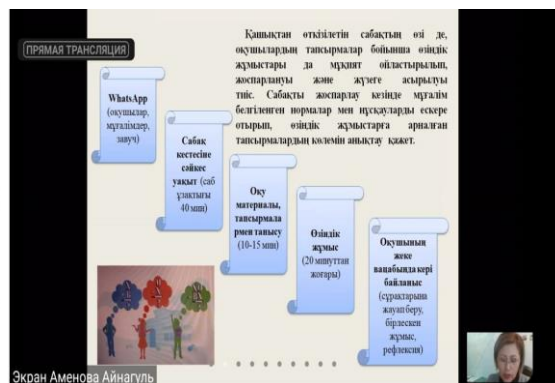 ПРЯМАЯ ТРАНСЛЯЦИЯ
Қашықтан өткізілетін сабақтың өзі де,
оқушылардың тапсырмалар бойынша өзіндік
жұмыстары да мұқият ойластырылып,
жоспарлануы және жүзеге асырылуы
тиіс. Сабақты жоспарлау кезінде мұғалім
белгіленген нормалар мен нұсқауларды ескере
отырып, өзіндік жұмыстарға арналған
тапсырмалардың көлемін анықтау қажет.
WhatsApp
(оқушылар,
мұғалімдер,
завуч)
Сабақ
кестесіне
сәйкес
уақыт (саб
ұзақтығы
40 мин)
Оқу
материалы,
тапсырмала
рмен танысу
(10-15 мин)
Өзіндік
жұмыс
(20 минуттан
жоғары)
Оқушының
жеке
вацабында кері
байланыс
(сұрақтарына
жауап беру,
бірлескен
жұмыс,
рефлексия)
Экран Аменова Айнагуль